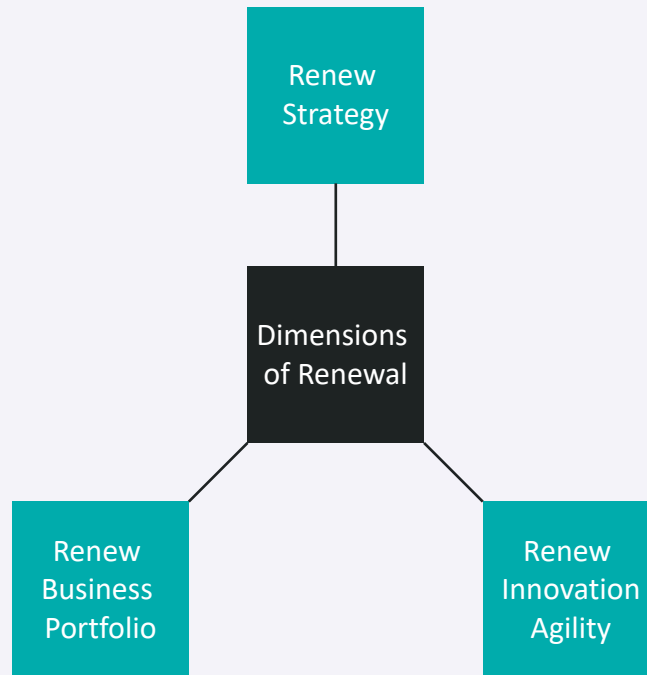 Renew
Strategy
Dimensions
of Renewal
Renew
Business
Portfolio
Renew
Innovation
Agility